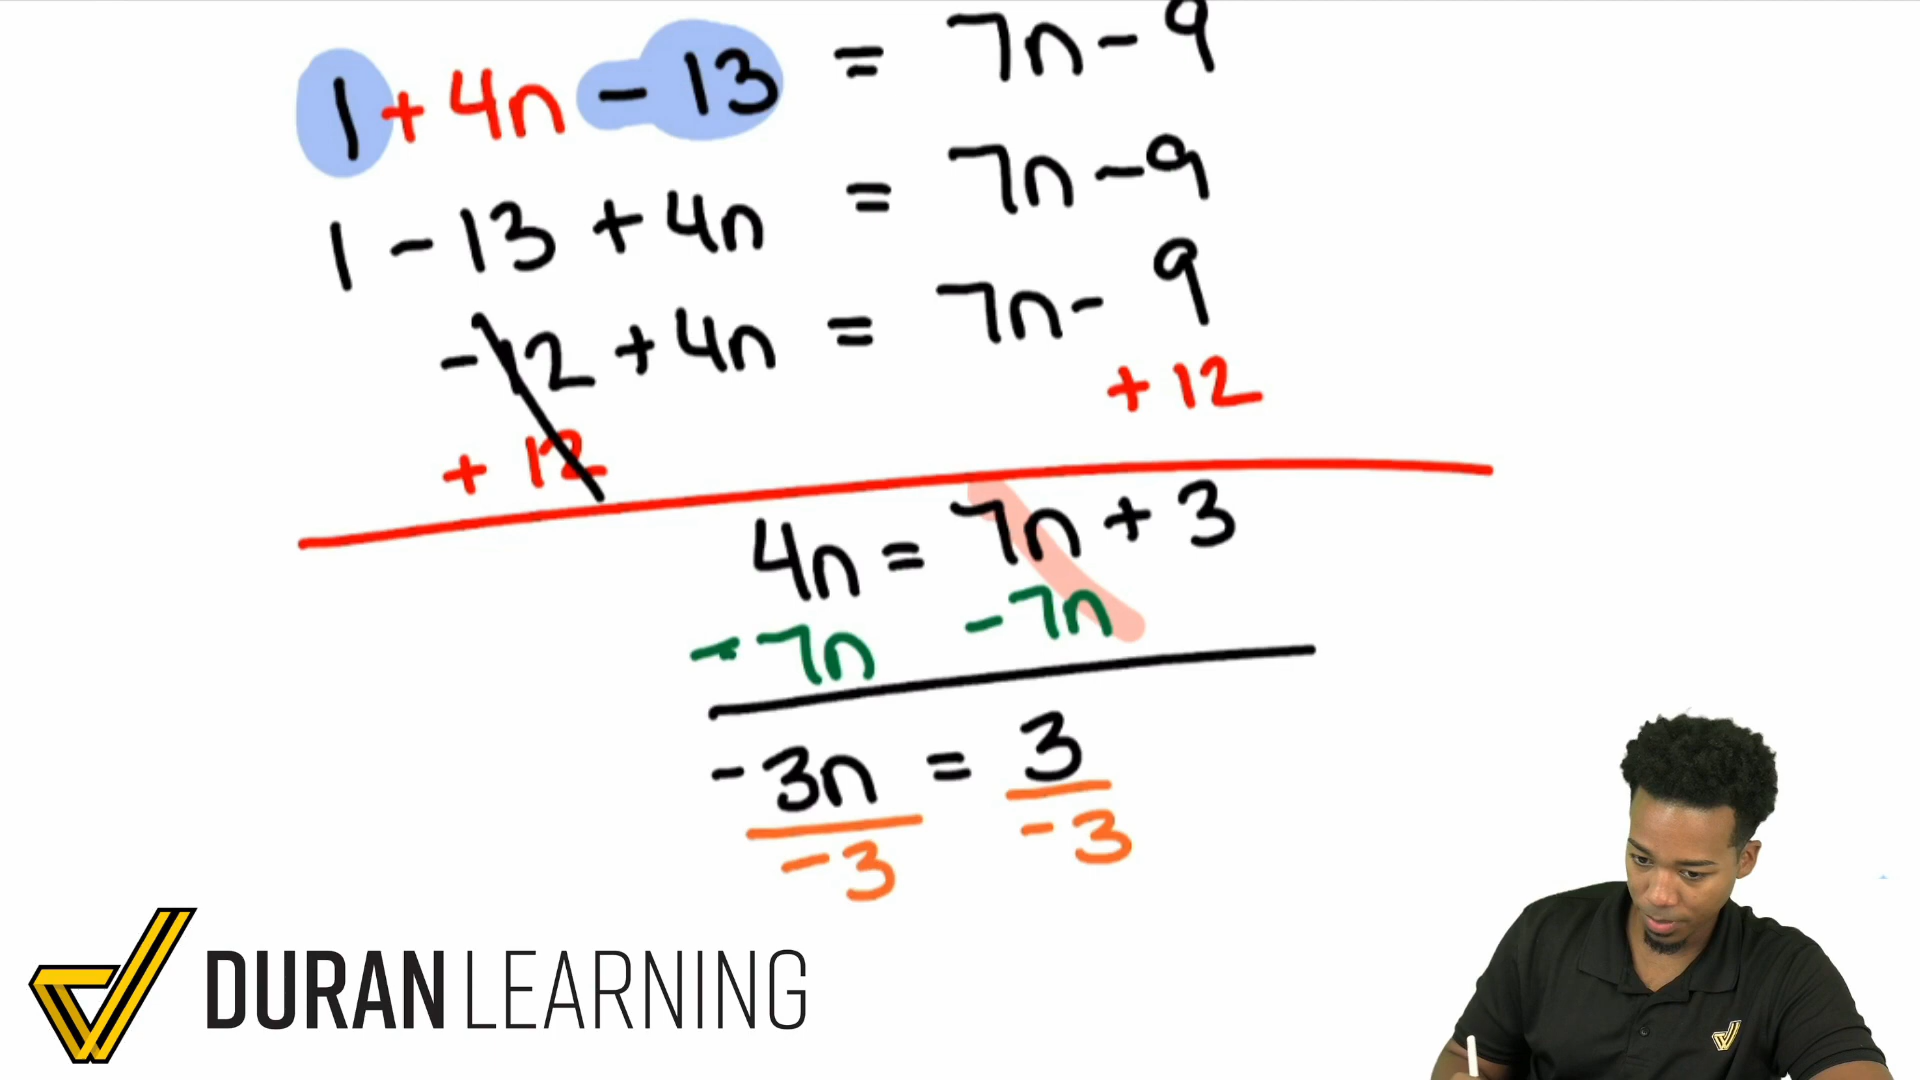 1 + 4n - 13 = 7n - 9
1 - 13 + 4n = 7n - 9
-12 + 4n = 7n - 9
+ 12 + 12
4n = 7n + 3
-7n -7n
-3n = 3
-3 -3
DURAN LEARNING